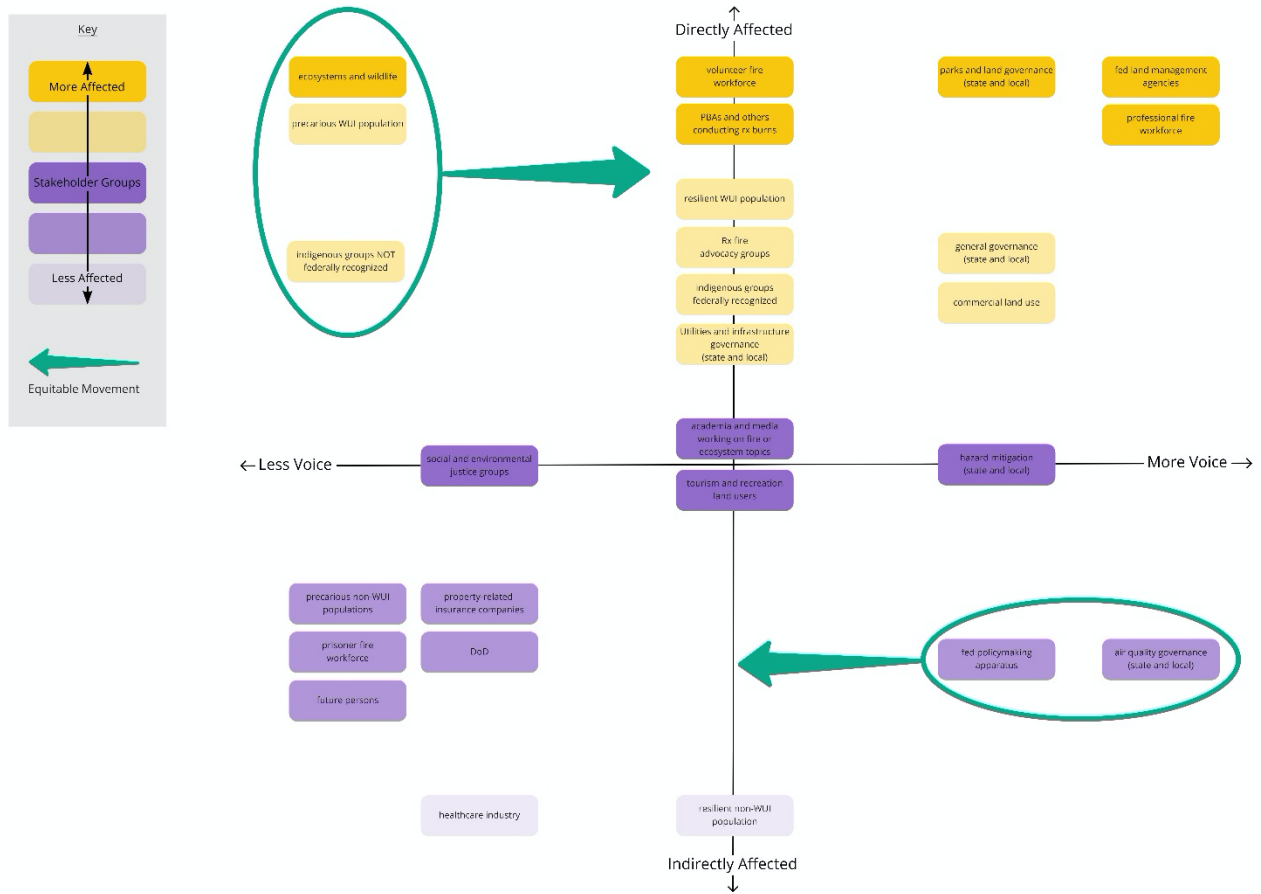 Key
More Affected
Stakeholder Groups
Less Affected
Equitable Movement
Directly Affected
ecosystems and wildlife
volunteer fire
workforce
parks and land governance
(state and local)
fed land management
agencies
precarious WUI population
PBAs and others
conducting rx burns
professional fire
workforce
resilient WUI population
indigenous groups NOT
federally recognized
Rx fire
advocacy groups
general governance
(state and local)
indigenous groups
federally recognized
commercial land use
Utilities and infrastructure
governance
(state and local)
academia and media
working on fire or
ecosystem topics
Less Voice
social and environmental
justice groups
hazard mitigation
(state and local)
More Voice
tourism and recreation
land users
precarious non WUI
populations
property-related
insurance companies
prisoner fire
workforce
DoD
fed policymaking
apparatus
air quality governance
(state and local)
future persons
healthcare industry
resilient non-WUI
population
Indirectly Affected